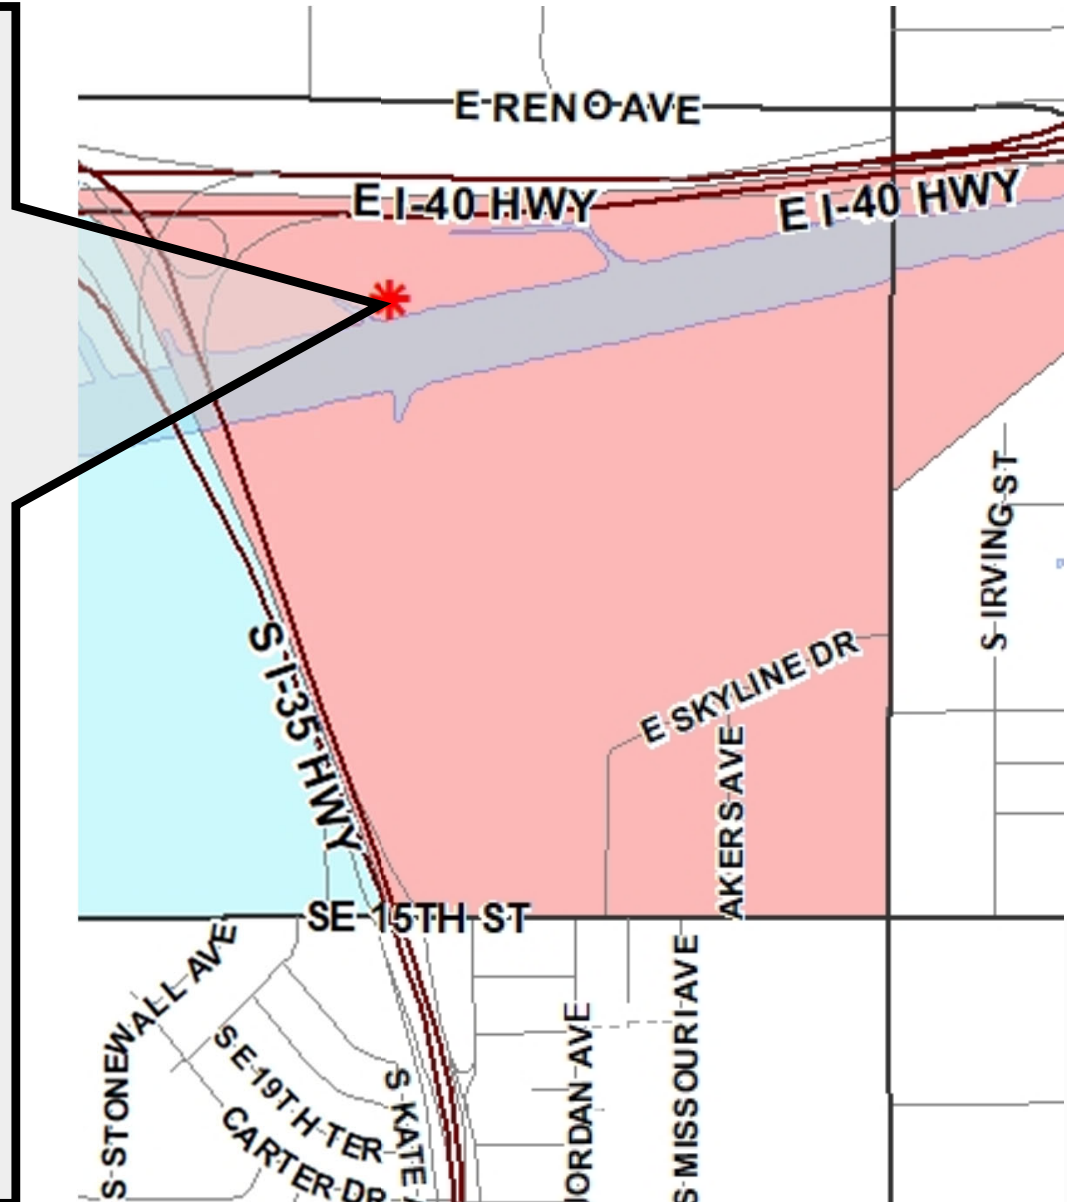 E RENO AVE
E I-40 HWY
E I-40 HWY
S IRVING ST
S I-35 HWY
E SKYLINE DR
AKERS AVE
SE 15TH ST
S STONEWALL AVE
SE 19TH TER
CARTER DR
S KATE
JORDAN AVE
S MISSOURI AVE